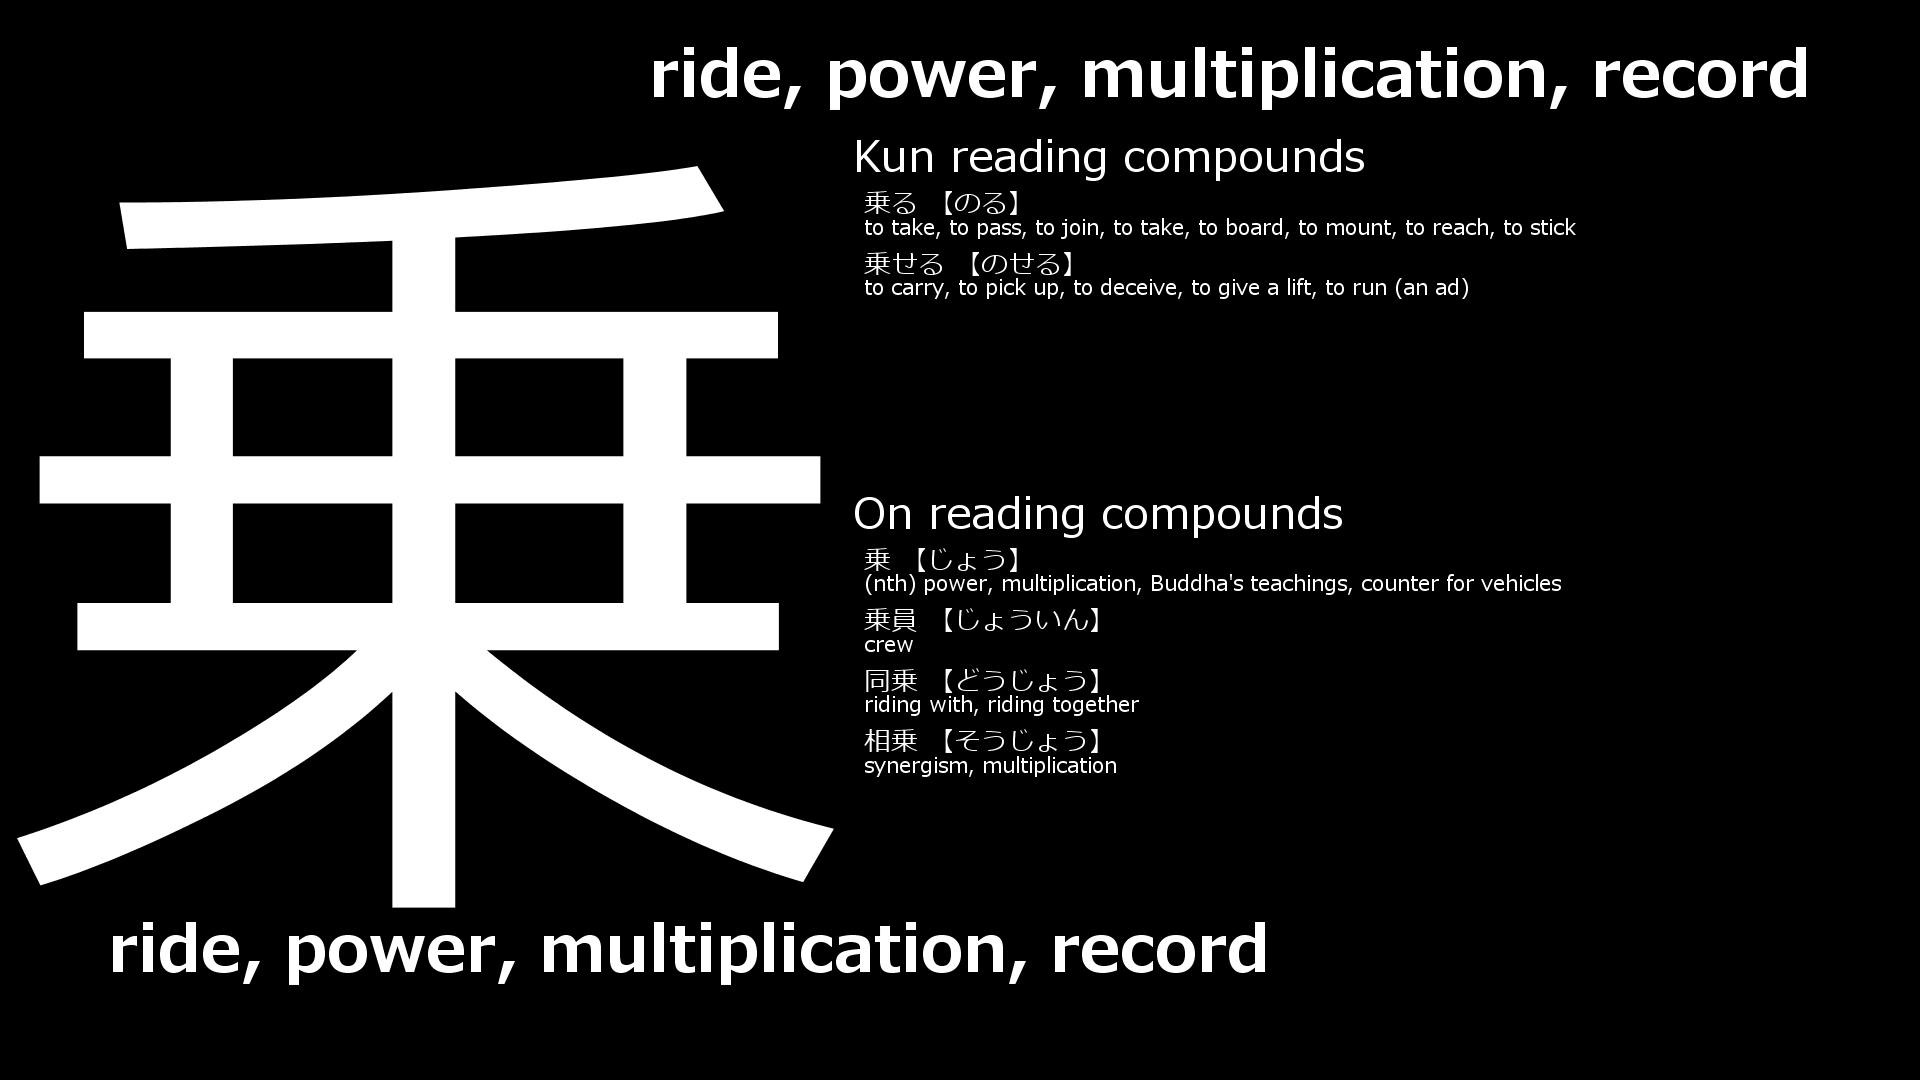 ride, power, multiplication, record
乗
Kun reading compounds
乗る 【のる】
to take, to pass, to join, to take, to board, to mount, to reach, to stick
乗せる 【のせる】
to carry, to pick up, to deceive, to give a lift, to run (an ad)
On reading compounds
乗 【じょう】
(nth) power, multiplication, Buddha's teachings, counter for vehicles
乗員 【じょういん】
crew
同乗 【どうじょう】
riding with, riding together
相乗 【そうじょう】
synergism, multiplication
ride, power, multiplication, record